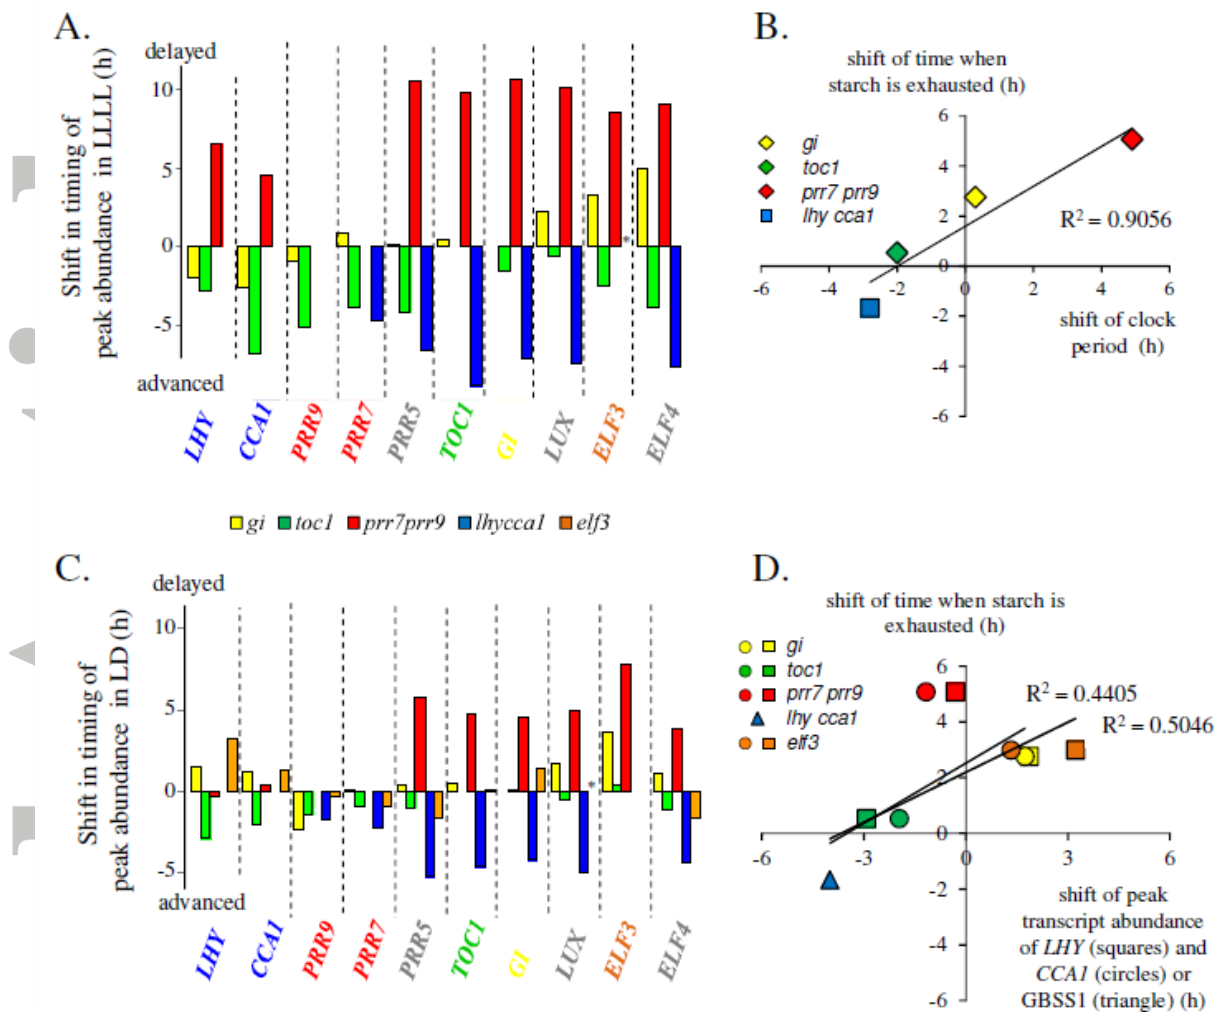 A.
delayed
Shift in timing of
peak abundance in LLLL (h)
10
5
0
-5
advanced
LHY
CCA1
PRR9
PRR7
PRR5
TOC1
GI
LUX
ELF3
ELF4
*
gi
toc1
prr7prr9
lhycca1
elf3
B.
shift of time when
starch is exhausted (h)
gi
toc1
prr7 prr9
lhy cca1
6
4
2
0
-2
-4
-6
R² = 0.9056
-6
-4
-2
0
2
4
6
shift of clock
period (h)
C.
delayed
Shift in timing of
peak abundance in LD (h)
10
5
0
-5
advanced
*
LHY
CCA1
PRR9
PRR7
PRR5
TOC1
GI
LUX
ELF3
ELF4
D.
shift of time when starch is
exhausted (h)
gi
toc1
prr7 prr9
lhy cca1
elf3
6
4
2
0
-2
-4
-6
R² = 0.4405
R² = 0.5046
-6
-3
0
3
6
shift of peak
transcript abundance
of LHY (squares) and
CCA1 (circles) or
GBSS1 (triangle) (h)